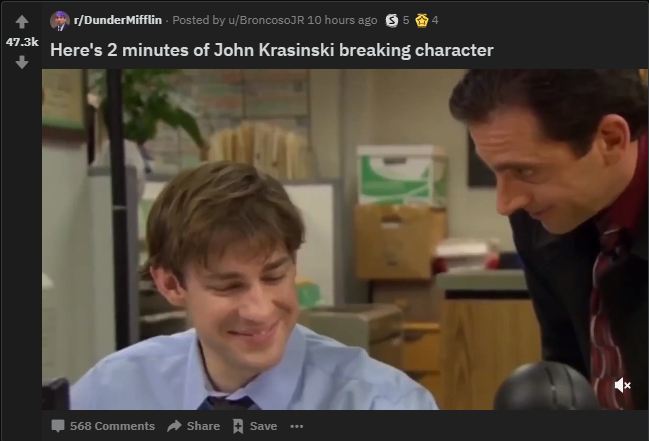 r/DunderMifflin · Posted by u/BroncosoJR 10 hours ago S 5 4
47.3k
Here's 2 minutes of John Krasinski breaking character
568 Comments Share Save ...